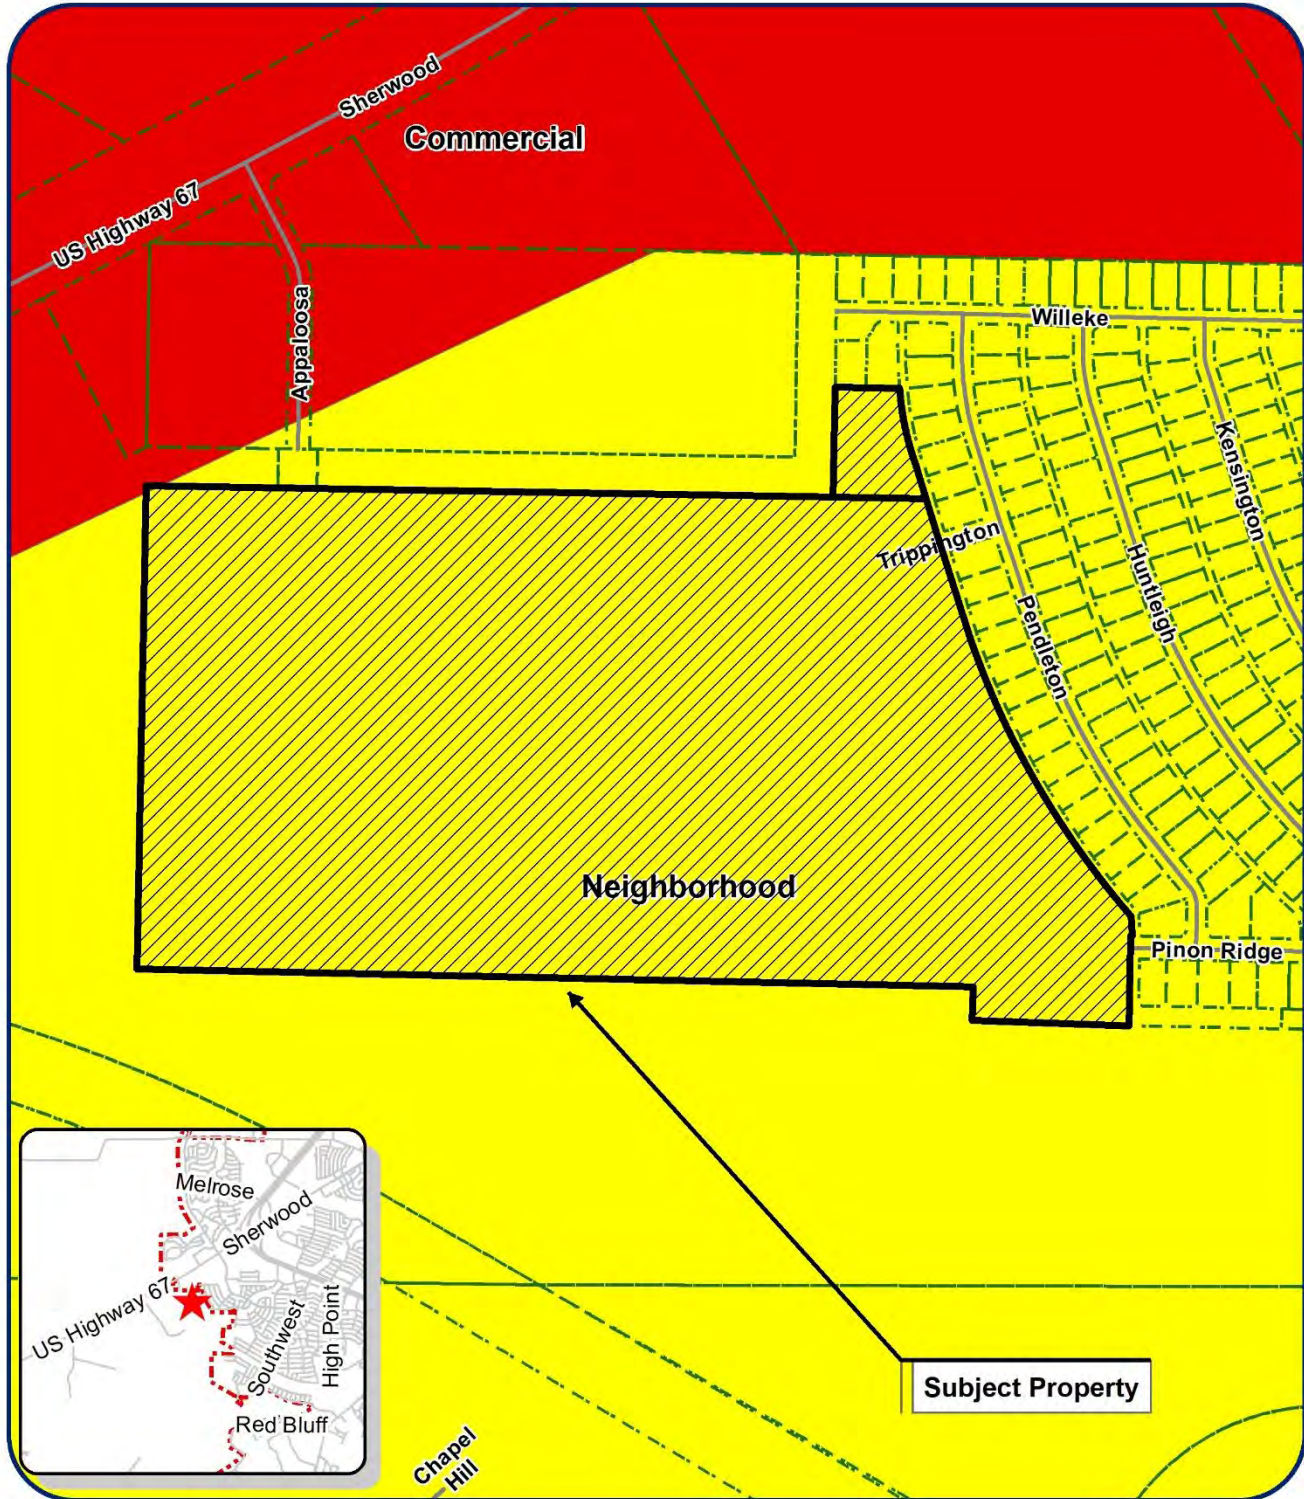 Sherwood
Commercial
US Highway 67
Appaloosa
Willeke
Kensington
Trippington
Huntleigh
Pendleton
Neighborhood
Pinon Ridge
Melrose
Sherwood
US Highway 67
Southwest
High Point
Red Bluff
Subject Property
Chapel
Hill